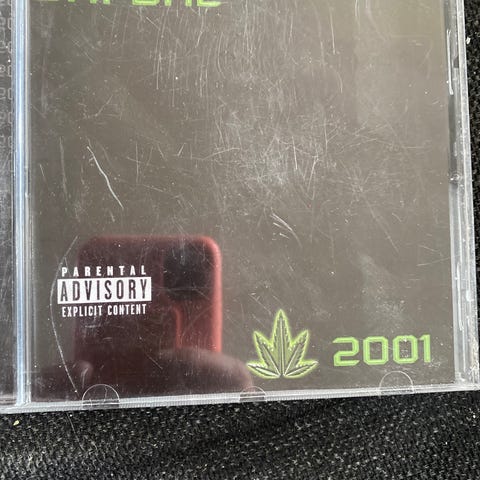 PARENTAL
ADVISORY
EXPLICIT CONTENT
2001